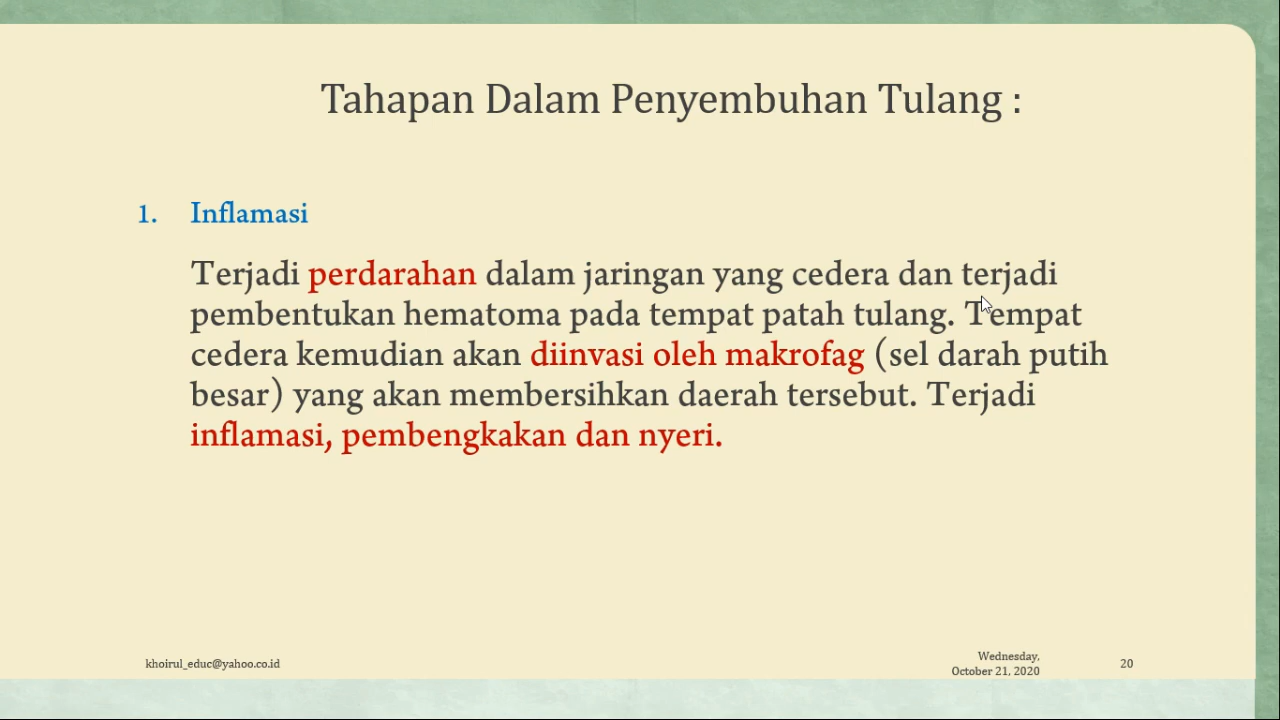 Tahapan Dalam Penyembuhan Tulang :
1. Inflamasi
Terjadi perdarahan dalam jaringan yang cedera dan terjadi
pembentukan hematoma pada tempat patah tulang. Tempat
cedera kemudian akan diinvasi oleh makrofag (sel darah putih
besar) yang akan membersihkan daerah tersebut. Terjadi
inflamasi, pembengkakan dan nyeri.
khoirul_educ@yahoo.co.id
Wednesday,
October 21, 2020
20